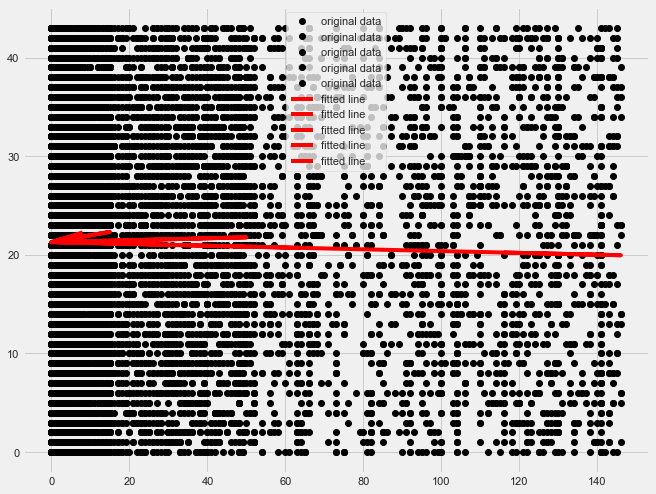 original data
original data
original data
original data
original data
fitted line
fitted line
fitted line
fitted line
fitted line
40
30
20
10
0
0 20 40 60 80 100 120 140